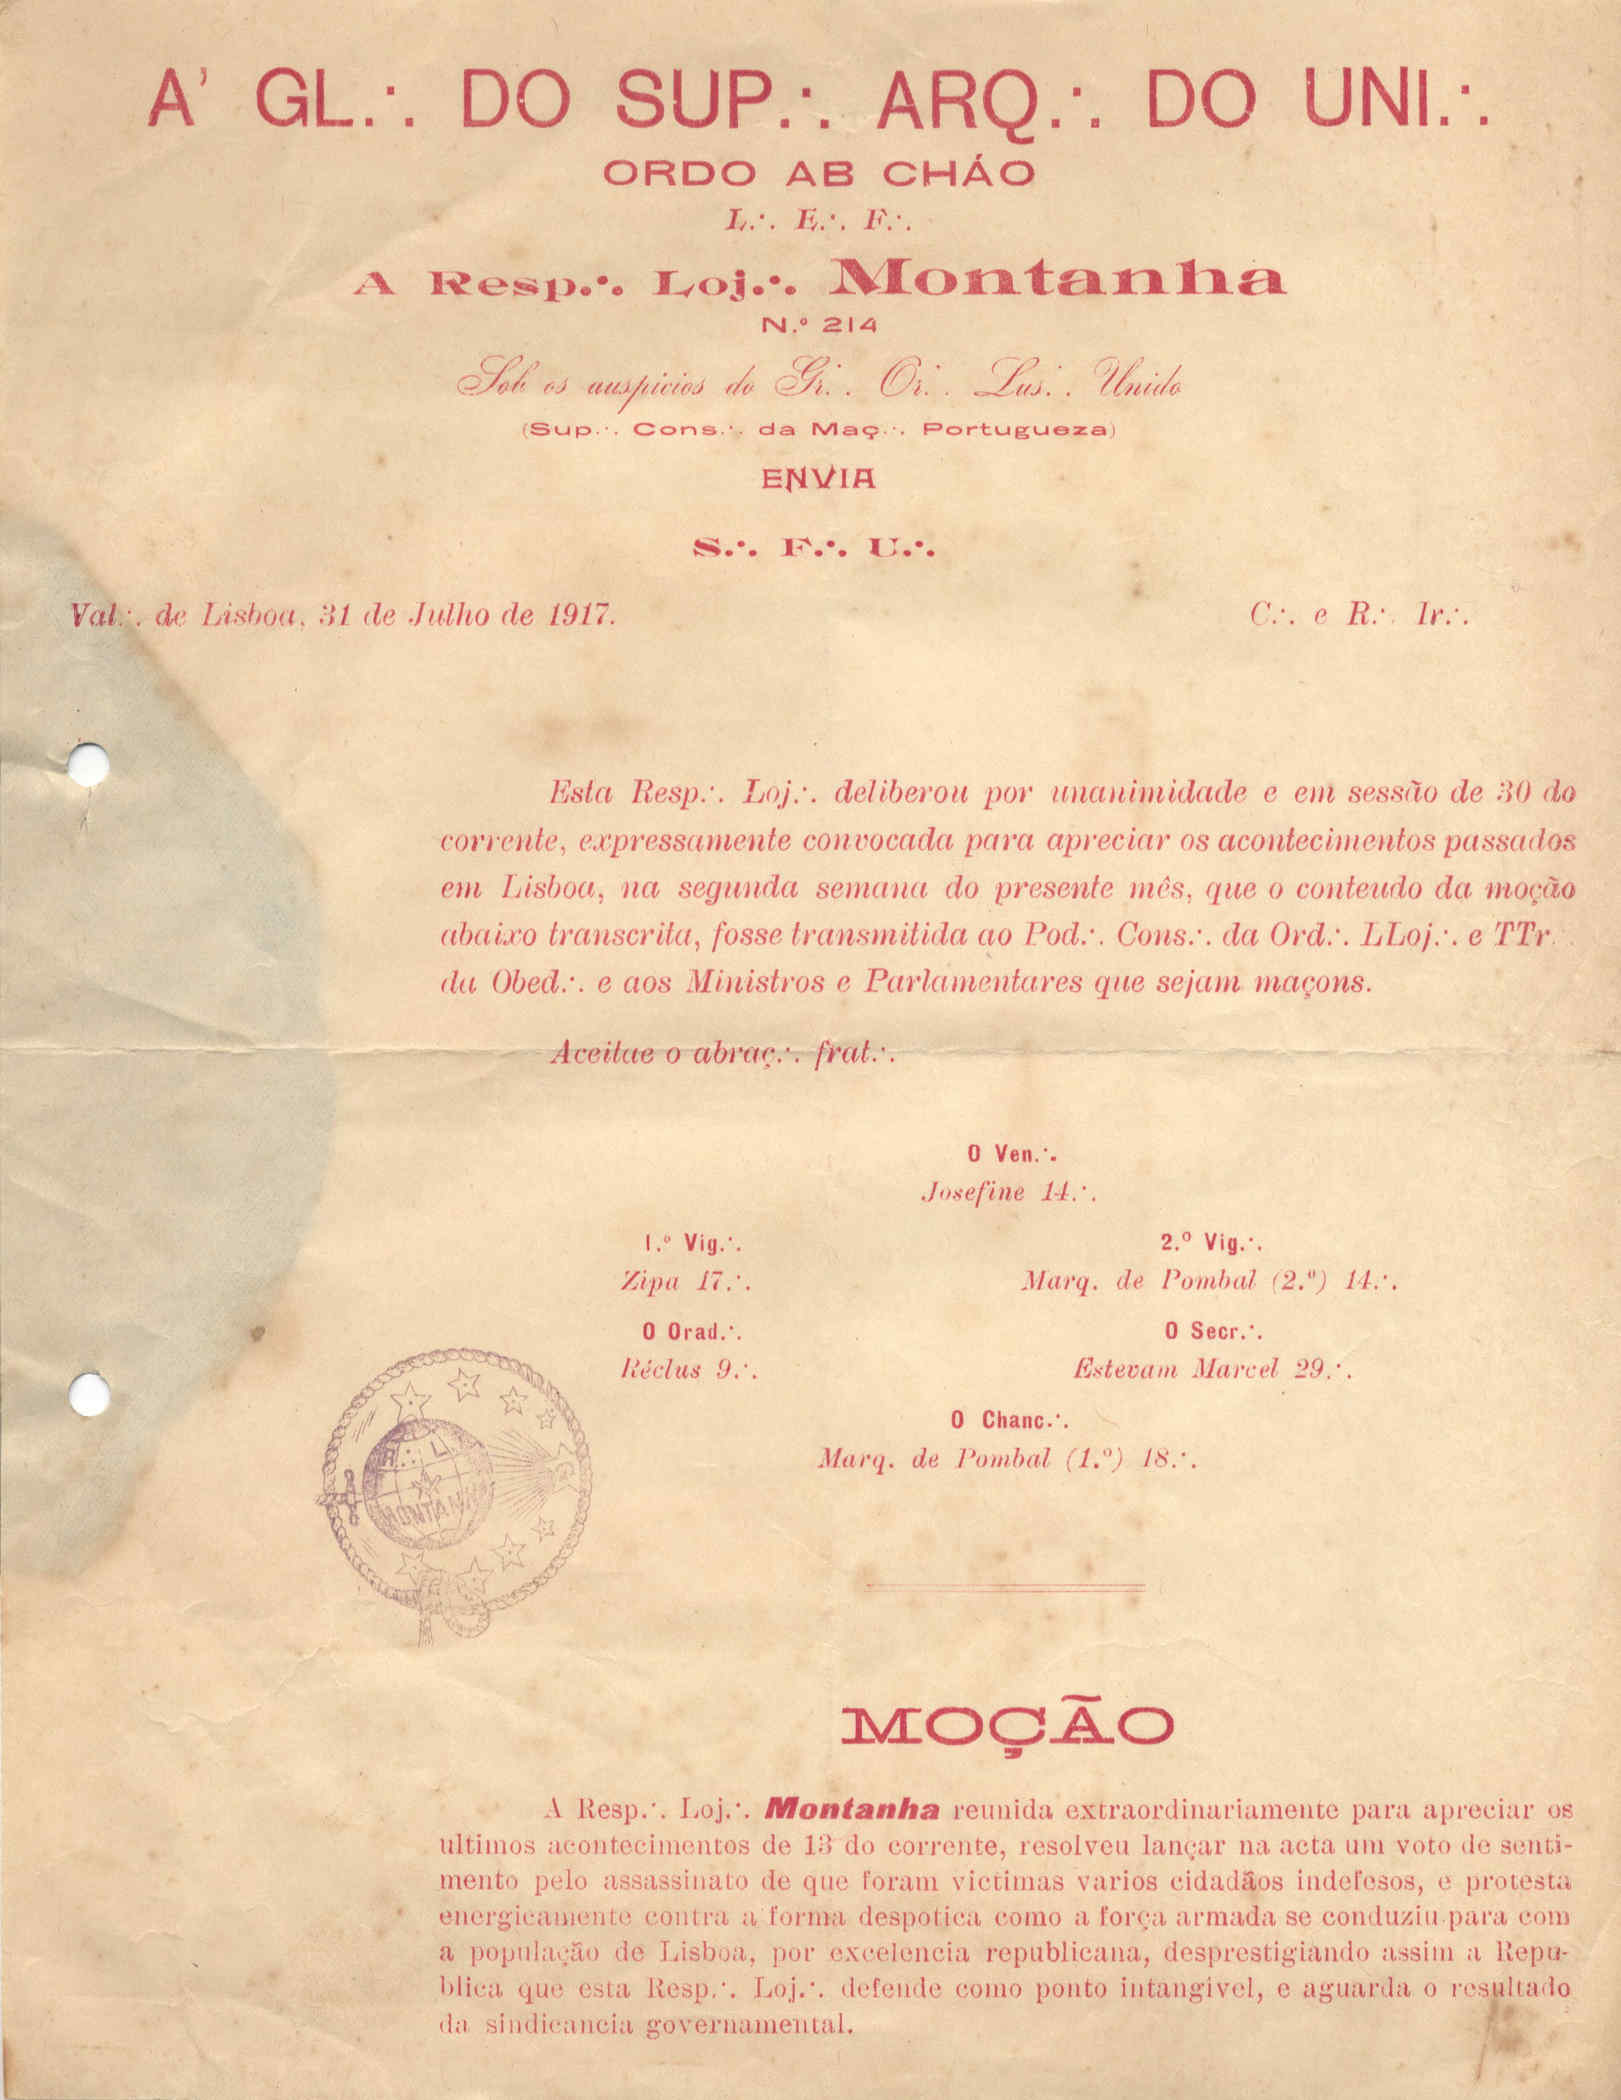 A' GL.∙. DO SUP.∙. ARQ.∙. DO UNI.∙.
ORDO AB CHÁO
L.∙. E.∙. F.∙.
A Resp.∙. Loj.∙. Montanha
N.º 214
Sob os auspicios do Gr.∙. Or.∙. Lus.∙. Unido
(Sup.∙. Cons.∙. da Maç.∙. Portugueza)
ENVIA
S.∙. F.∙. U.∙.
Val.∙. de Lisboa, 31 de Julho de 1917.
C.∙. e R.∙. Ir.∙.
Esta Resp.∙. Loj.∙. deliberou por unanimidade e em sessão de 30 do
corrente, expressamente convocada para apreciar os acontecimentos passados
em Lisboa, na segunda semana do presente mês, que o conteudo da moção
abaixo transcrita, fosse transmitida ao Pod.∙. Cons.∙. da Ord.∙. LLoj.∙. e TTr.∙.
da Obed.∙. e aos Ministros e Parlamentares que sejam maçons.
Aceitae o abraç.∙. frat.∙.
O Ven.∙.
Josefine 14.∙.
1.º Vig.∙.
Zipa 17.∙.
2.º Vig.∙.
Marq. de Pombal (2.º) 14.∙.
O Orad.∙.
Réclus 9.∙.
O Secr.∙.
Estevam Marcel 29.∙.
O Chanc.∙.
Marq. de Pombal (1.º) 18.∙.
R.∙. L
MONTANH
MOÇÃO
A Resp.∙. Loj.∙. Montanha reunida extraordinariamente para apreciar os
ultimos acontecimentos de 13 do corrente, resolveu lançar na acta um voto de senti-
mento pelo assassinato de que foram victimas varios cidadãos indefesos, e protesta
energicamente contra a forma despotica como a força armada se conduziu para com
a população de Lisboa, por excelencia republicana, desprestigiando assim a Repu-
blica que esta Resp.∙. Loj.∙. defende como ponto intangivel, e aguarda o resultado
da sindicancia governamental.